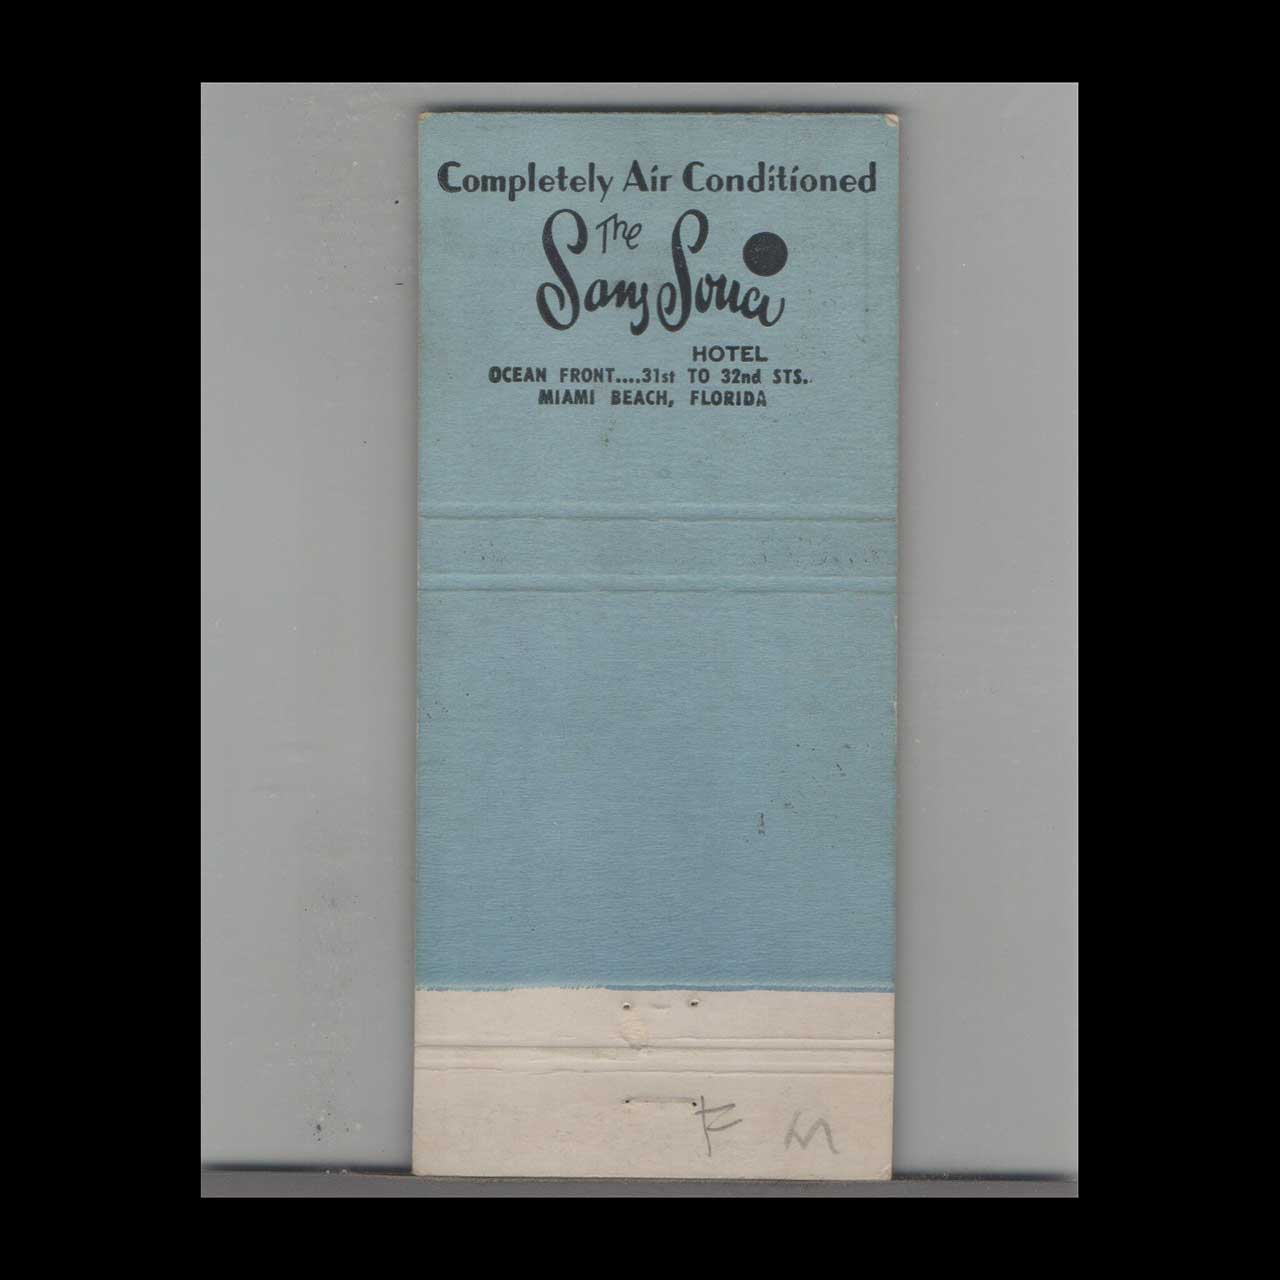 Completely Air Conditioned
The
Sans Souci
HOTEL
OCEAN FRONT....31st TO 32nd STS.
MIAMI BEACH, FLORIDA